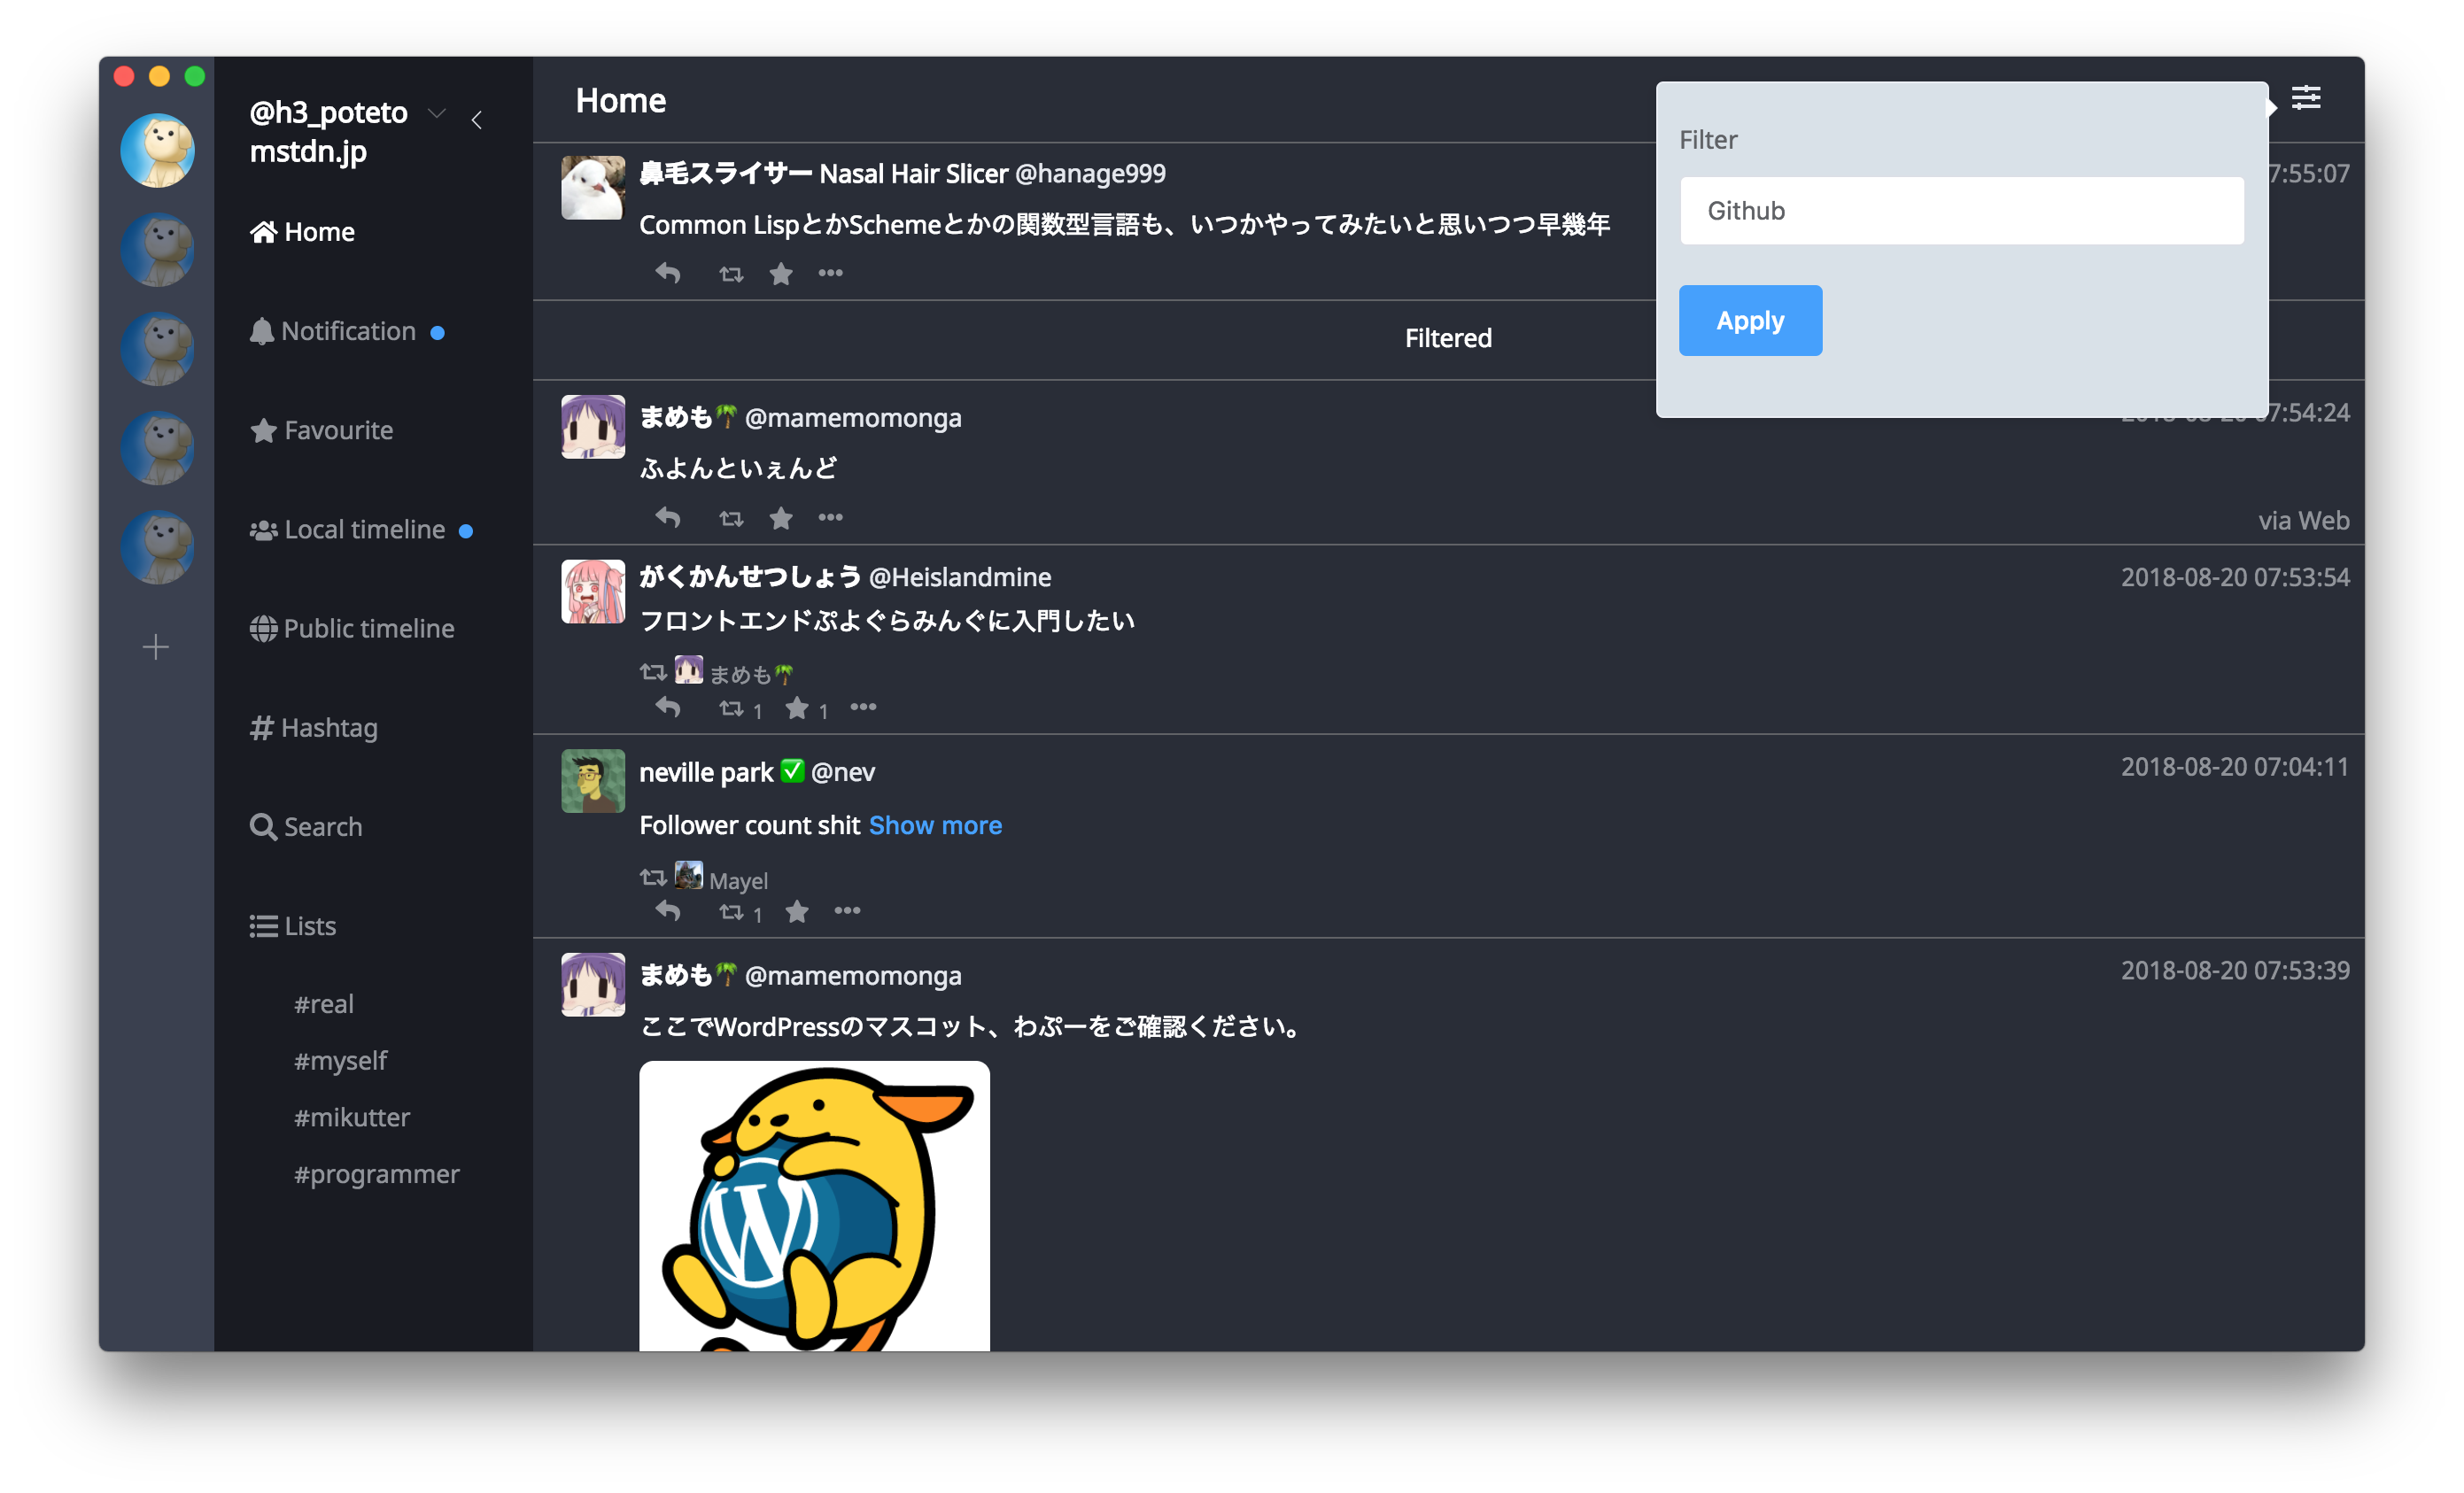 @h3_poteto
mstdn.jp
Home
Notification
Favourite
Local timeline
Public timeline
Hashtag
Search
Lists
#real
#myself
#mikutter
#programmer
Home
Filter
Github
Apply
鼻毛スライサー Nasal Hair Slicer @hanage999
7:55:07
Common LispとかSchemeとかの関数型言語も、いつかやってみたいと思いつつ早幾年
Filtered
まめも🌴 @mamemomonga
2018-08-20 07:54:24
ふよんといぇんど
via Web
がくかんせつしょう @Heislandmine
2018-08-20 07:53:54
フロントエンドぷよぐらみんぐに入門したい
まめも🌴
1 1
neville park ✅ @nev
2018-08-20 07:04:11
Follower count shit Show more
Mayel
1
まめも🌴 @mamemomonga
2018-08-20 07:53:39
ここでWordPressのマスコット、わぷーをご確認ください。
W